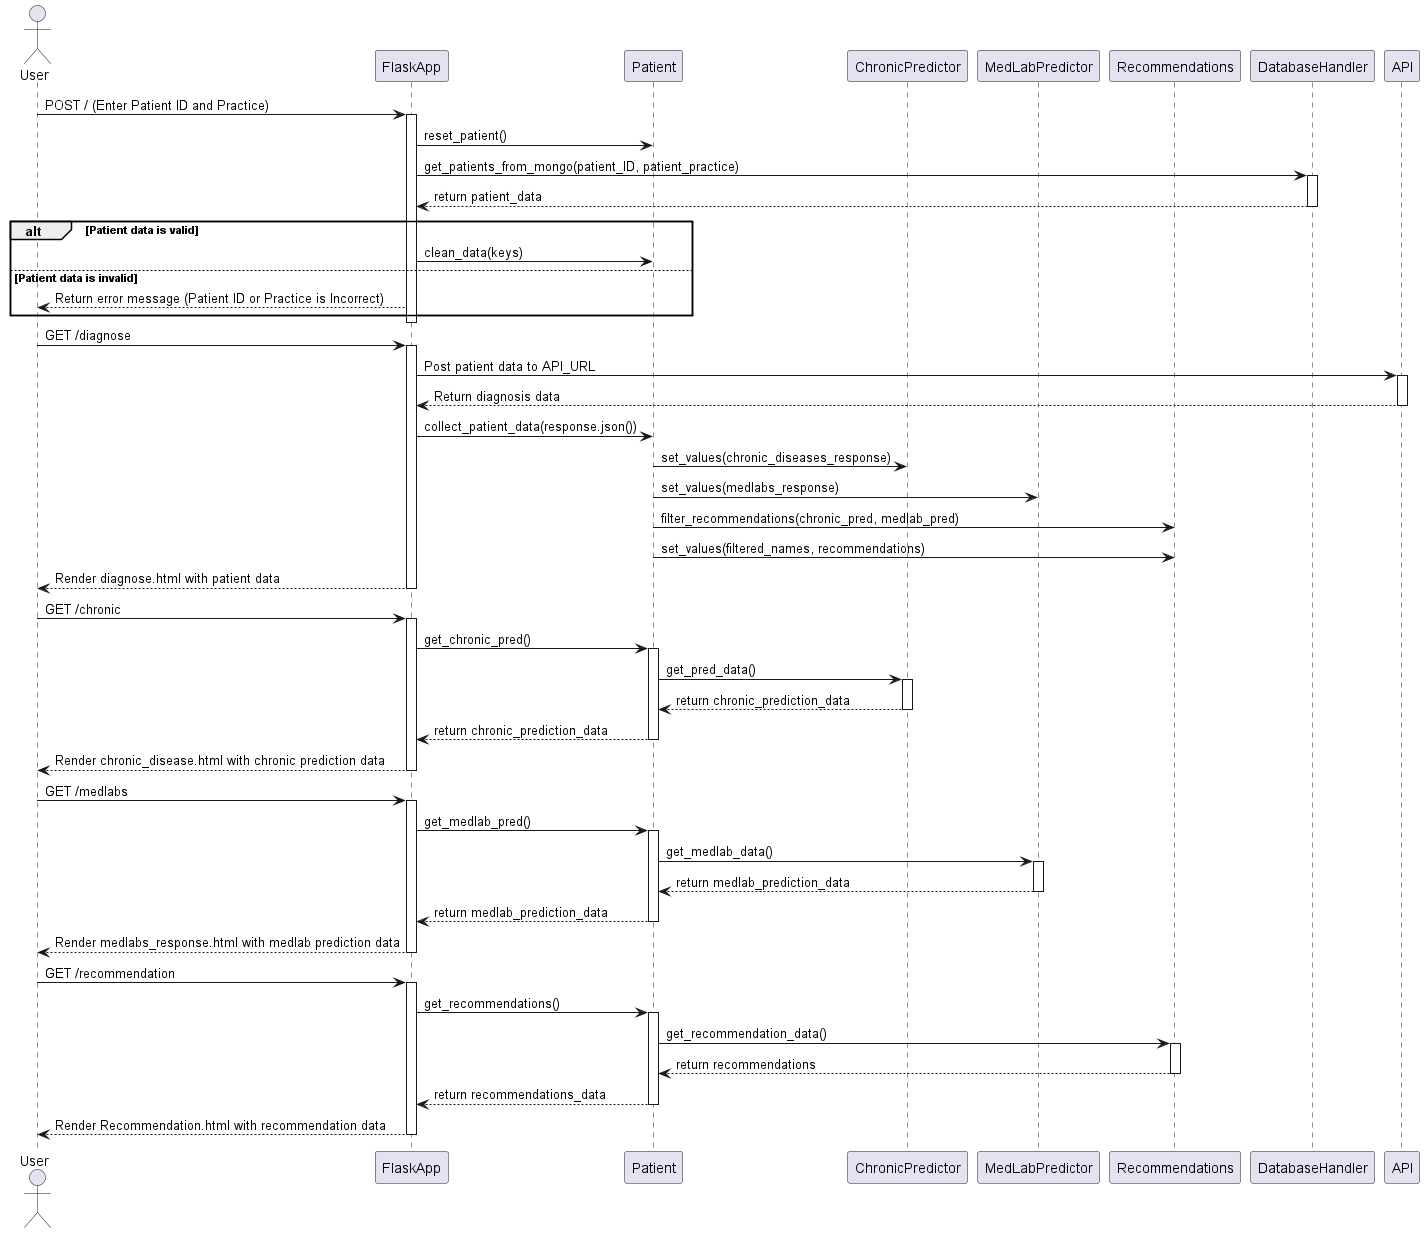 User
FlaskApp
Patient
ChronicPredictor
MedLabPredictor
Recommendations
DatabaseHandler
API
POST / (Enter Patient ID and Practice)
reset_patient()
get_patients_from_mongo(patient_ID, patient_practice)
return patient_data
alt
[Patient data is valid]
clean_data(keys)
[Patient data is invalid]
Return error message (Patient ID or Practice is Incorrect)
GET /diagnose
Post patient data to API_URL
Return diagnosis data
collect_patient_data(response.json())
set_values(chronic_diseases_response)
set_values(medlabs_response)
filter_recommendations(chronic_pred, medlab_pred)
set_values(filtered_names, recommendations)
Render diagnose.html with patient data
GET /chronic
get_chronic_pred()
get_pred_data()
return chronic_prediction_data
return chronic_prediction_data
Render chronic_disease.html with chronic prediction data
GET /medlabs
get_medlab_pred()
get_medlab_data()
return medlab_prediction_data
return medlab_prediction_data
Render medlabs_response.html with medlab prediction data
GET /recommendation
get_recommendations()
get_recommendation_data()
return recommendations
return recommendations_data
Render Recommendation.html with recommendation data
User
FlaskApp
Patient
ChronicPredictor
MedLabPredictor
Recommendations
DatabaseHandler
API